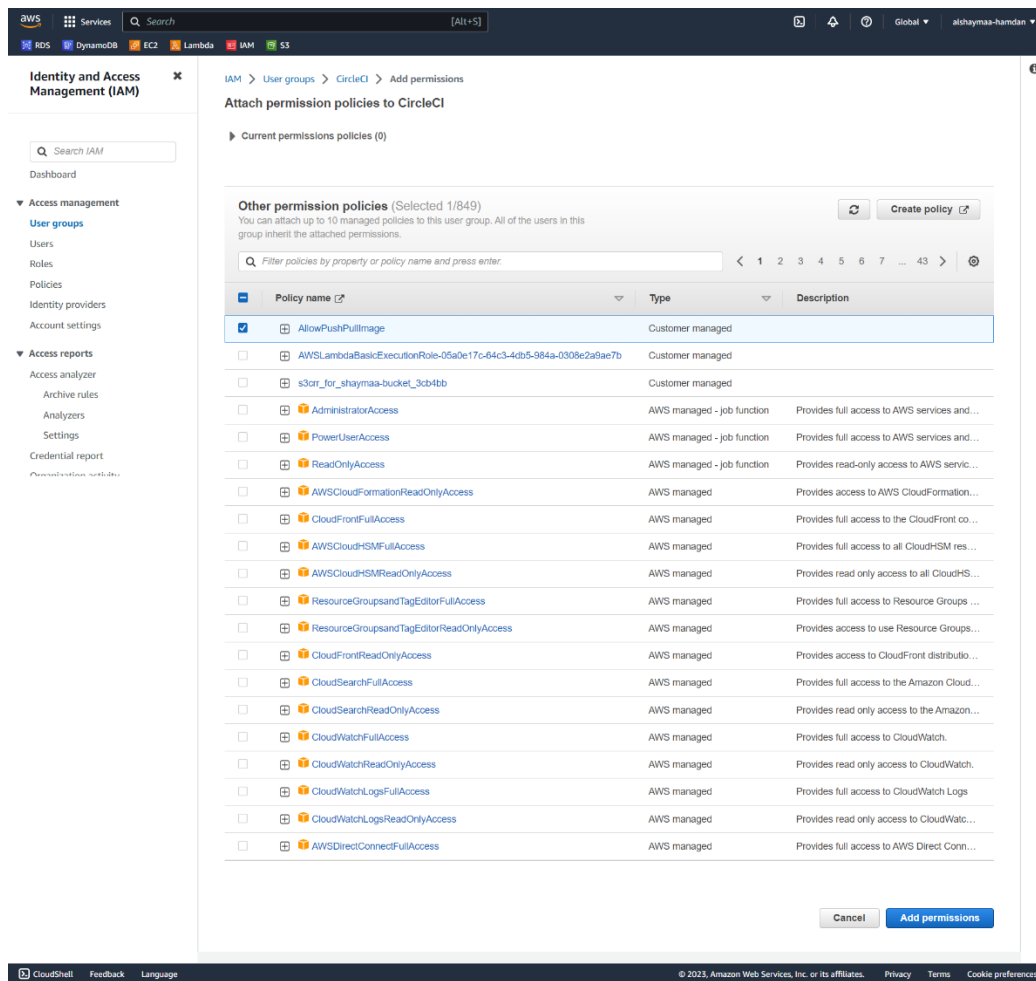 aws
Services
Search
[Alt+S]
Global
alshaymaa-hamdan
RDS
DynamoDB
EC2
Lambda
IAM
S3
Identity and Access
Management (IAM)
Search IAM
Dashboard
Access management
User groups
Users
Roles
Policies
Identity providers
Account settings
Access reports
Access analyzer
Archive rules
Analyzers
Settings
Credential report
Organization activity
IAM > User groups > CircleCI > Add permissions
Attach permission policies to CircleCI
Current permissions policies (0)
Other permission policies (Selected 1/849)
You can attach up to 10 managed policies to this user group. All of the users in this
group inherit the attached permissions.
Create policy
Filter policies by property or policy name and press enter.
< 1 2 3 4 5 6 7 ... 43 >
Policy name Type Description
AllowPushPullImage Customer managed
AWSLambdaBasicExecutionRole-05a0e17c-64c3-4db5-984a-0308e2a9ae7b Customer managed
s3crr_for_shaymaa-bucket_3cb4bb Customer managed
AdministratorAccess AWS managed - job function Provides full access to AWS services and...
PowerUserAccess AWS managed - job function Provides full access to AWS services and...
ReadOnlyAccess AWS managed - job function Provides read-only access to AWS servic...
AWSCloudFormationReadOnlyAccess AWS managed Provides access to AWS CloudFormation...
CloudFrontFullAccess AWS managed Provides full access to the CloudFront co...
AWSCloudHSMFullAccess AWS managed Provides full access to all CloudHSM res...
AWSCloudHSMReadOnlyAccess AWS managed Provides read only access to all CloudHS...
ResourceGroupsandTagEditorFullAccess AWS managed Provides full access to Resource Groups ...
ResourceGroupsandTagEditorReadOnlyAccess AWS managed Provides access to use Resource Groups...
CloudFrontReadOnlyAccess AWS managed Provides access to CloudFront distributio...
CloudSearchFullAccess AWS managed Provides full access to the Amazon Cloud...
CloudSearchReadOnlyAccess AWS managed Provides read only access to the Amazon...
CloudWatchFullAccess AWS managed Provides full access to CloudWatch.
CloudWatchReadOnlyAccess AWS managed Provides read only access to CloudWatch.
CloudWatchLogsFullAccess AWS managed Provides full access to CloudWatch Logs
CloudWatchLogsReadOnlyAccess AWS managed Provides read only access to CloudWatc...
AWSDirectConnectFullAccess AWS managed Provides full access to AWS Direct Conn...
Cancel
Add permissions
CloudShell Feedback Language
© 2023, Amazon Web Services, Inc. or its affiliates. Privacy Terms Cookie preferences